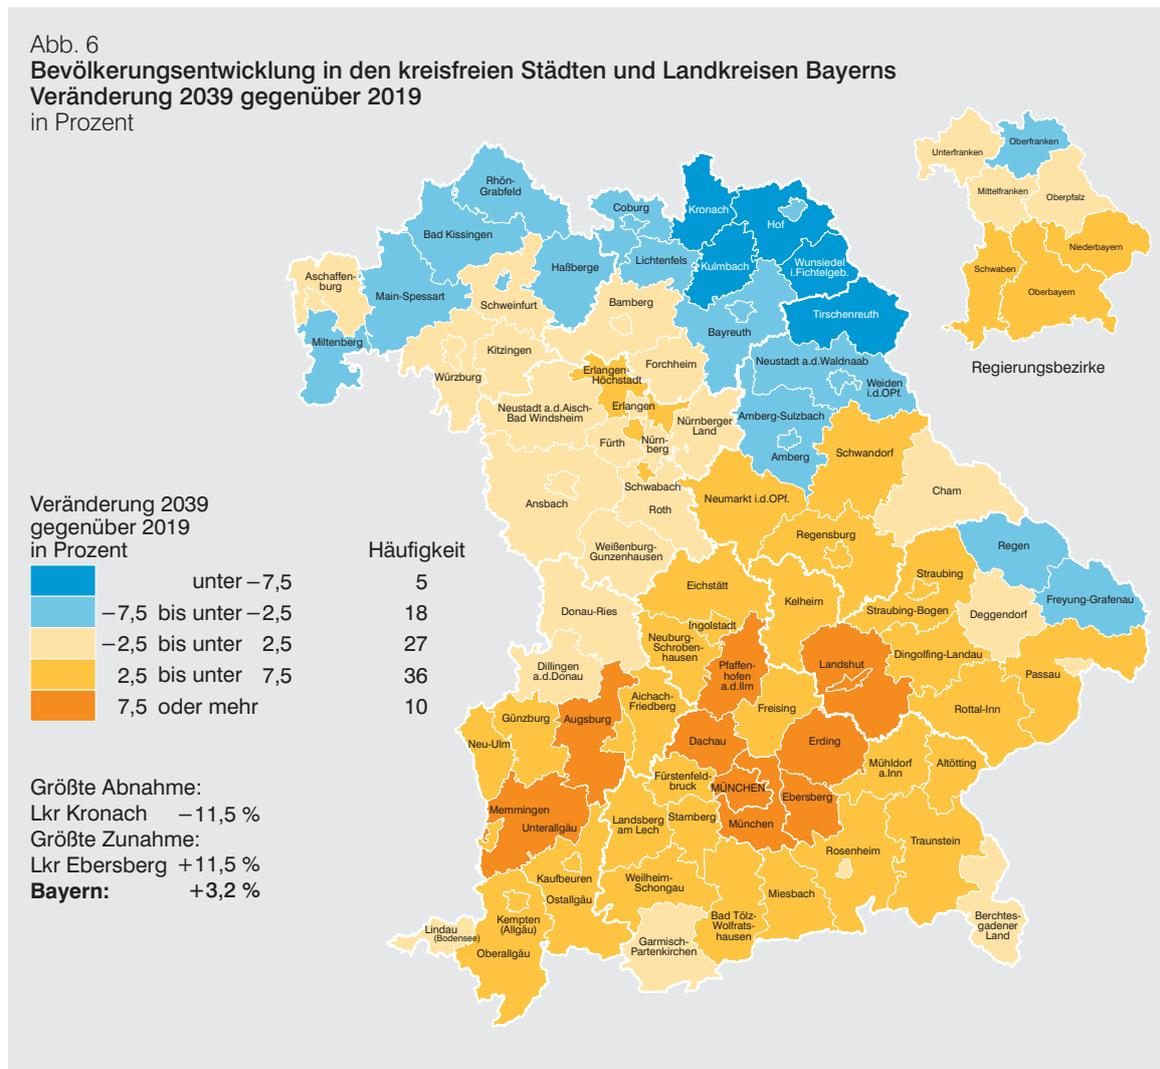 Abb. 6
Bevölkerungsentwicklung in den kreisfreien Städten und Landkreisen Bayerns
Veränderung 2039 gegenüber 2019
in Prozent
Unterfranken
Oberfranken
Mittelfranken
Oberpfalz
Niederbayern
Schwaben
Oberbayern
Regierungsbezirke
Rhön-
Grabfeld
Coburg
Kronach
Hof
Bad Kissingen
Lichtenfels
Kulmbach
Wunsiedel
i.Fichtelgeb.
Haßberge
Aschaffen-
burg
Main-Spessart
Schweinfurt
Bamberg
Tirschenreuth
Bayreuth
Miltenberg
Kitzingen
Würzburg
Forchheim
Neustadt a.d.Waldnaab
Erlangen-
Höchstadt
Weiden
i.d.OPf.
Neustadt a.d.Aisch-
Bad Windsheim
Erlangen
Amberg-Sulzbach
Nürnberger
Land
Fürth
Nürn-
berg
Amberg
Schwandorf
Schwabach
Ansbach
Roth
Neumarkt i.d.OPf.
Cham
Regensburg
Weißenburg-
Gunzenhausen
Regen
Straubing
Eichstätt
Kelheim
Freyung-Grafenau
Donau-Ries
Straubing-Bogen
Deggendorf
Ingolstadt
Neuburg-
Schroben-
hausen
Dillingen
a.d.Donau
Pfaffen-
hofen
a.d.Ilm
Landshut
Dingolfing-Landau
Passau
Aichach-
Friedberg
Günzburg
Augsburg
Freising
Rottal-Inn
Neu-Ulm
Dachau
Erding
Mühldorf
a.Inn
Altötting
Fürstenfeld-
bruck
MÜNCHEN
Ebersberg
Memmingen
Unterallgäu
Landsberg
am Lech
Starnberg
München
Rosenheim
Traunstein
Kaufbeuren
Ostallgäu
Weilheim-
Schongau
Miesbach
Bad Tölz-
Wolfrats-
hausen
Kempten
(Allgäu)
Lindau
(Bodensee)
Oberallgäu
Garmisch-
Partenkirchen
Berchtes-
gadener
Land
Veränderung 2039
gegenüber 2019
in Prozent Häufigkeit
unter −7,5 5
−7,5 bis unter −2,5 18
−2,5 bis unter 2,5 27
2,5 bis unter 7,5 36
7,5 oder mehr 10
Größte Abnahme:
Lkr Kronach −11,5 %
Größte Zunahme:
Lkr Ebersberg +11,5 %
Bayern: +3,2 %